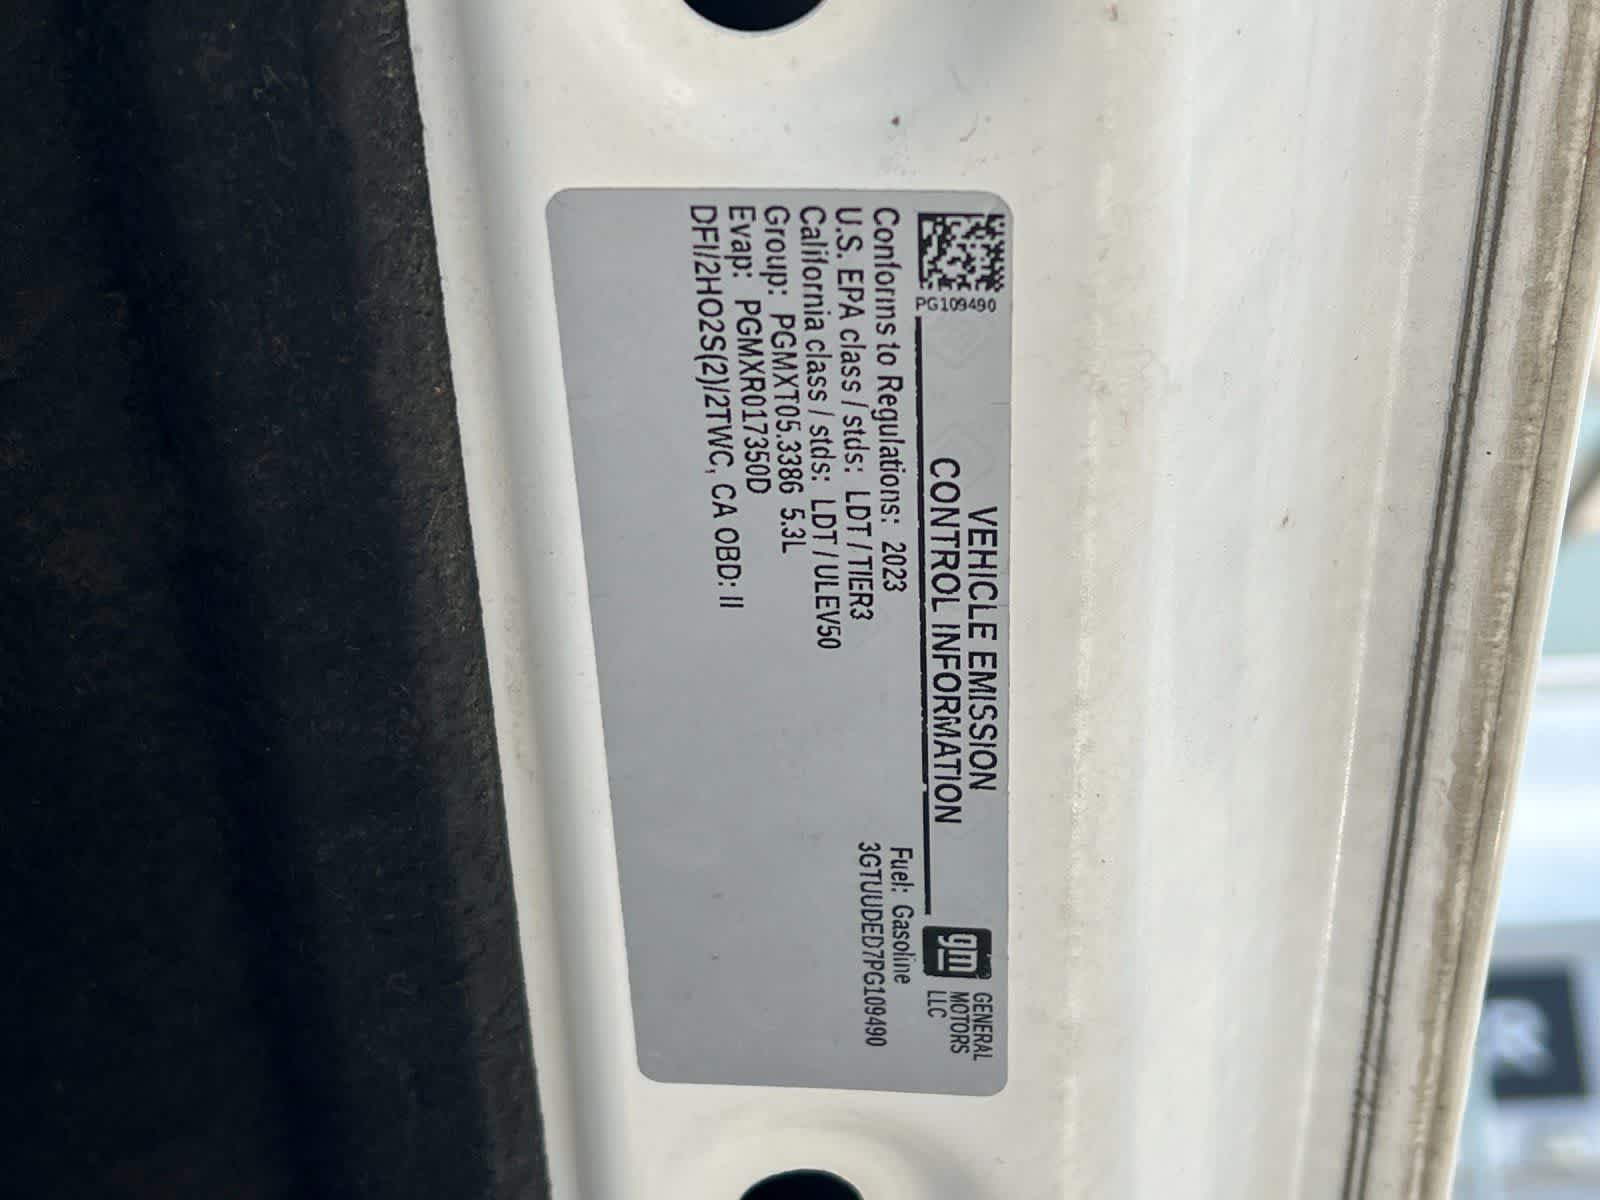 PG109490
VEHICLE EMISSION
CONTROL INFORMATION
gm
GENERAL
MOTORS
LLC
Conforms to Regulations: 2023
U.S. EPA class / stds: LDT / TIER3
California class / stds: LDT / ULEV50
Group: PGMXT05.3386 5.3L
Evap: PGMXR017350D
DFI/2HO2S(2)/2TWC, CA OBD: II
Fuel: Gasoline
3GTUUDED7PG109490